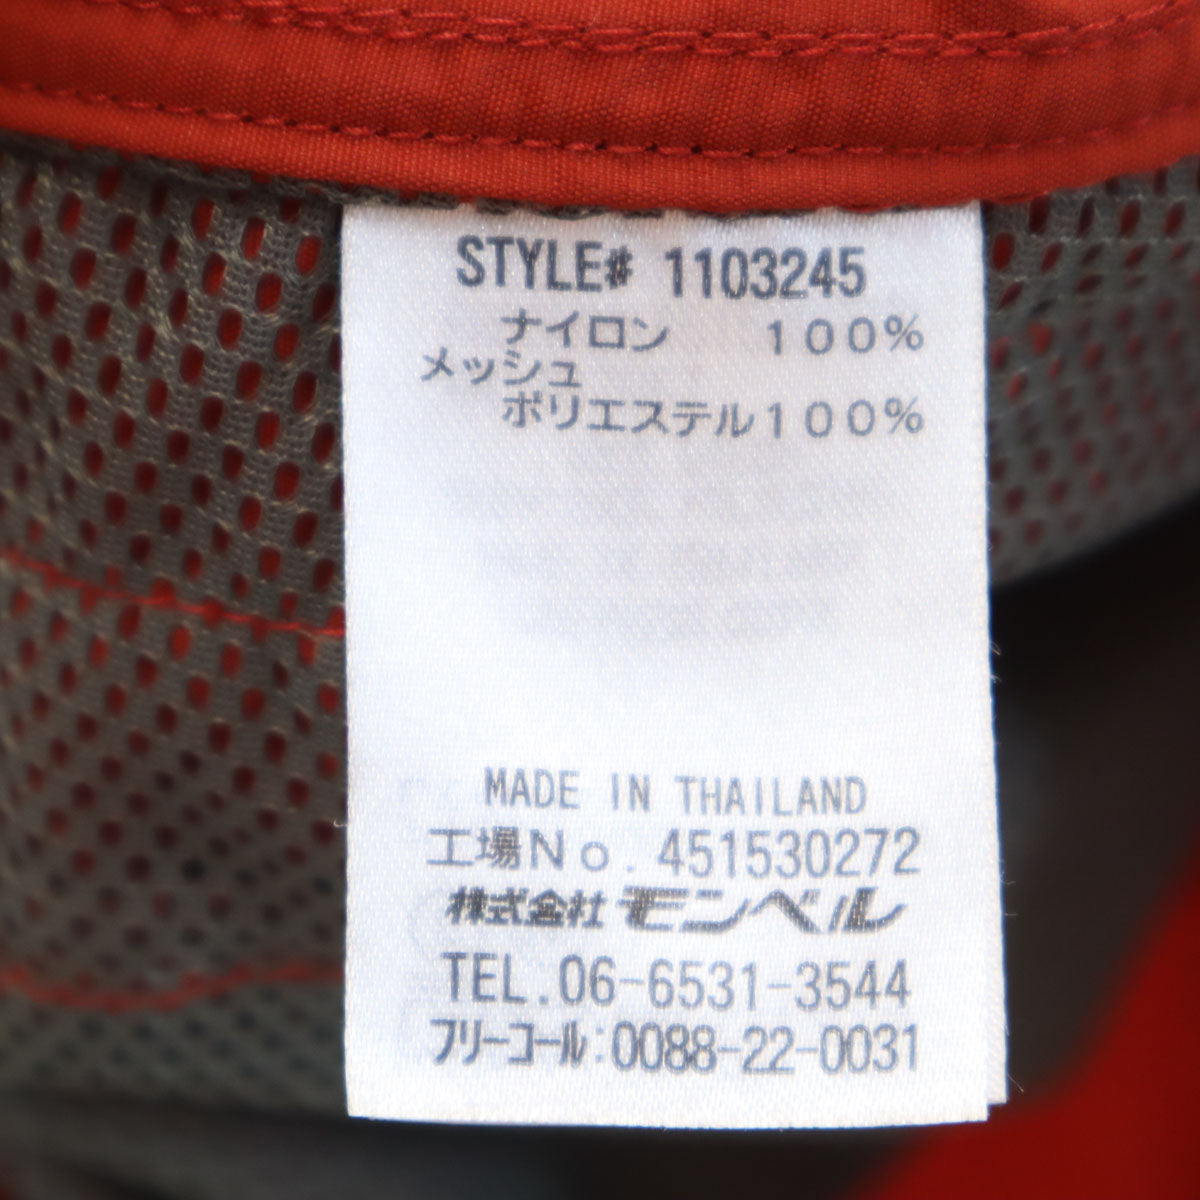 STYLE# 1103245
ナイロン 100%
メッシュ
ポリエステル100%
MADE IN THAILAND
工場No. 451530272
株式会社 モンベル
TEL.06-6531-3544
フリーコール:0088-22-0031